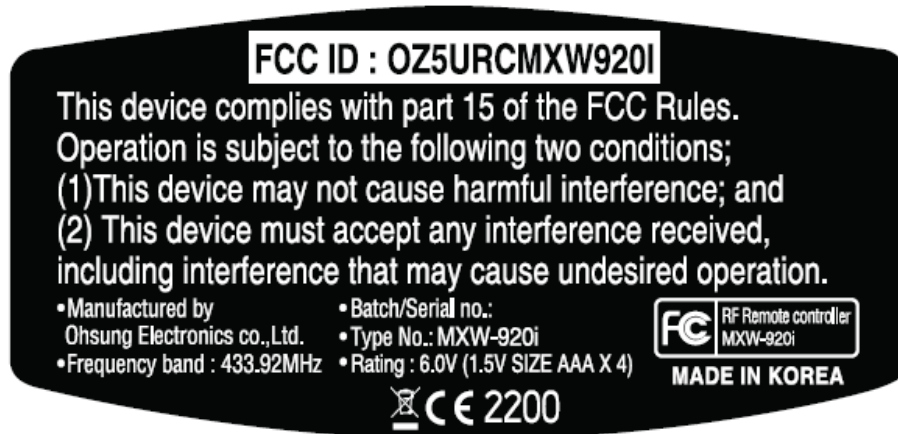 FCC ID : OZ5URCMXW920I
This device complies with part 15 of the FCC Rules.
Operation is subject to the following two conditions;
(1)This device may not cause harmful interference; and
(2) This device must accept any interference received,
including interference that may cause undesired operation.
•Manufactured by
Ohsung Electronics co.,Ltd.
•Frequency band : 433.92MHz
•Batch/Serial no.:
•Type No.: MXW-920i
•Rating : 6.0V (1.5V SIZE AAA X 4)
FC RF Remote controller
MXW-920i
MADE IN KOREA
CE 2200